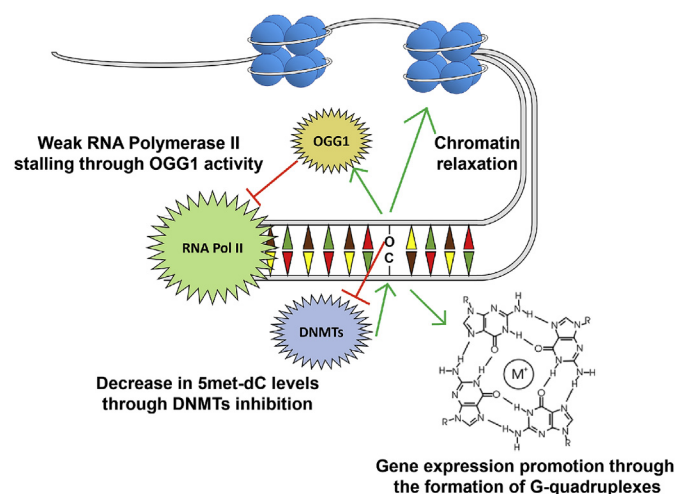 OGG1
Weak RNA Polymerase II
stalling through OGG1 activity
Chromatin
relaxation
RNA Pol II
O
C
DNMTs
Decrease in 5met-dC levels
through DNMTs inhibition
R
N
N
H
N
H
N
H
O
N
H
N
N
R
N
N
H
N
H
O
M+
H
N
N
O
H
N
H
N
N
R
N
O
H
N
H
N
N
N
H
R
Gene expression promotion through
the formation of G-quadruplexes